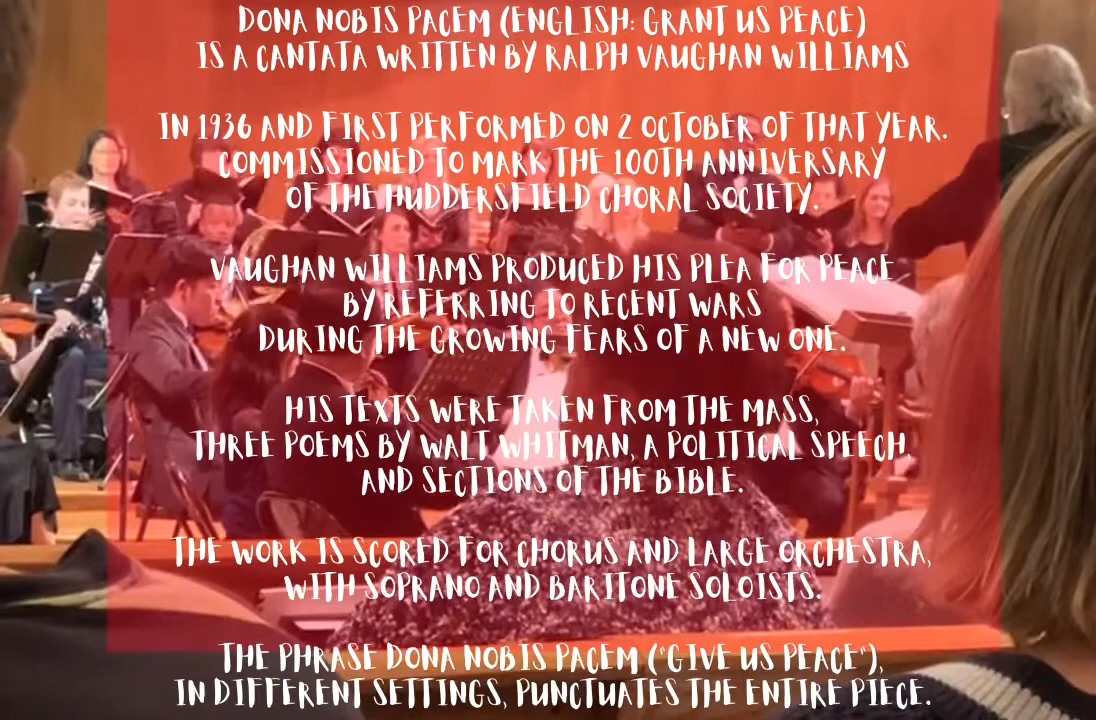 DONA NOBIS PACEM (ENGLISH: GRANT US PEACE)
IS A CANTATA WRITTEN BY RALPH VAUGHAN WILLIAMS
IN 1936 AND FIRST PERFORMED ON 2 OCTOBER OF THAT YEAR.
COMMISSIONED TO MARK THE 100TH ANNIVERSARY
OF THE HUDDERSFIELD CHORAL SOCIETY.
VAUGHAN WILLIAMS PRODUCED HIS PLEA FOR PEACE
BY REFERRING TO RECENT WARS
DURING THE GROWING FEARS OF A NEW ONE.
HIS TEXTS WERE TAKEN FROM THE MASS,
THREE POEMS BY WALT WHITMAN, A POLITICAL SPEECH,
AND SECTIONS OF THE BIBLE.
THE WORK IS SCORED FOR CHORUS AND LARGE ORCHESTRA,
WITH SOPRANO AND BARITONE SOLOISTS.
THE PHRASE DONA NOBIS PACEM ("GIVE US PEACE"),
IN DIFFERENT SETTINGS, PUNCTUATES THE ENTIRE PIECE.